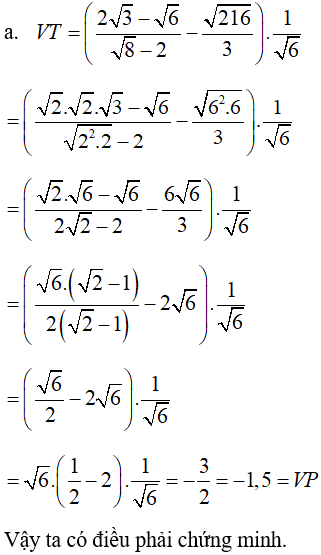 a. VT = ( (2√3 − √6)/(√8 − 2) − √216/3 ) . 1/√6
= ( (√2.√2.√3 − √6)/(√(2².2) − 2) − √(6².6)/3 ) . 1/√6
= ( (√2.√6 − √6)/(2√2 − 2) − 6√6/3 ) . 1/√6
= ( √6.(√2 − 1)/2(√2 − 1) − 2√6 ) . 1/√6
= ( √6/2 − 2√6 ) . 1/√6
= √6.( 1/2 − 2 ) . 1/√6 = −3/2 = −1,5 = VP
Vậy ta có điều phải chứng minh.